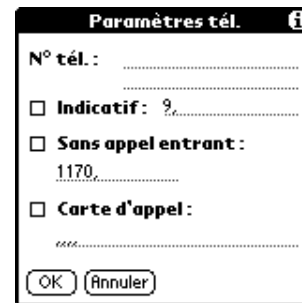 Paramètres tél.
N° tél. :
Indicatif : 9,
Sans appel entrant :
1170,
Carte d'appel :
,,,,
OK Annuler